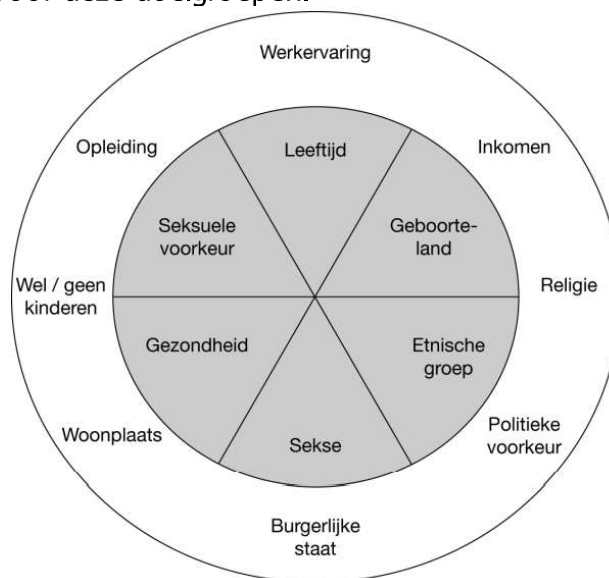 deze doelgroepen.
Werkervaring
Opleiding
Leeftijd
Inkomen
Seksuele
voorkeur
Geboorte-
land
Wel / geen
kinderen
Religie
Gezondheid
Etnische
groep
Woonplaats
Sekse
Politieke
voorkeur
Burgerlijke
staat